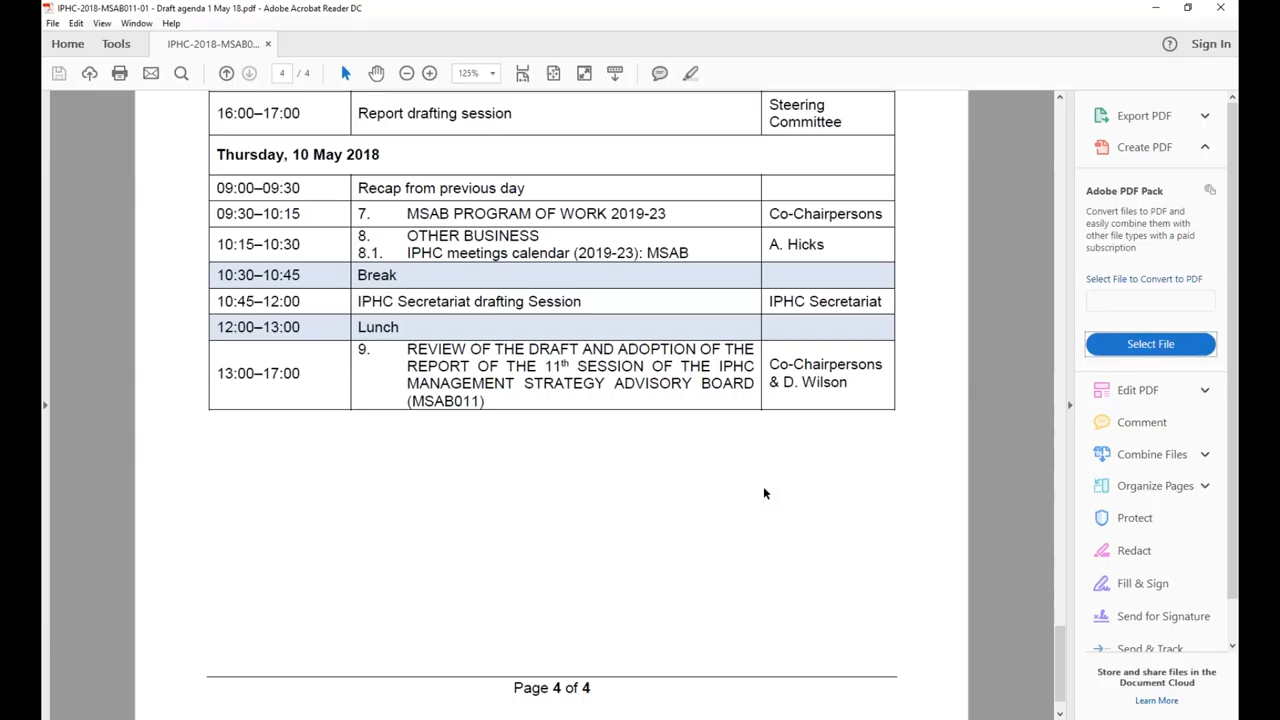 IPHC-2018-MSAB011-01 - Draft agenda 1 May 18.pdf - Adobe Acrobat Reader DC
File Edit View Window Help
Home Tools IPHC-2018-MSAB0... × Sign In
4 / 4 125%
16:00–17:00 Report drafting session Steering
Committee
Thursday, 10 May 2018
09:00–09:30 Recap from previous day
09:30–10:15 7. MSAB PROGRAM OF WORK 2019-23 Co-Chairpersons
10:15–10:30 8. OTHER BUSINESS A. Hicks
8.1. IPHC meetings calendar (2019-23): MSAB
10:30–10:45 Break
10:45–12:00 IPHC Secretariat drafting Session IPHC Secretariat
12:00–13:00 Lunch
13:00–17:00 9. REVIEW OF THE DRAFT AND ADOPTION OF THE
REPORT OF THE 11th SESSION OF THE IPHC
MANAGEMENT STRATEGY ADVISORY BOARD
(MSAB011)
Co-Chairpersons
& D. Wilson
Page 4 of 4
Export PDF
Create PDF
Adobe PDF Pack
Convert files to PDF and
easily combine them with
other file types with a paid
subscription
Select File to Convert to PDF
Select File
Edit PDF
Comment
Combine Files
Organize Pages
Protect
Redact
Fill & Sign
Send for Signature
Send & Track
Store and share files in the
Document Cloud
Learn More